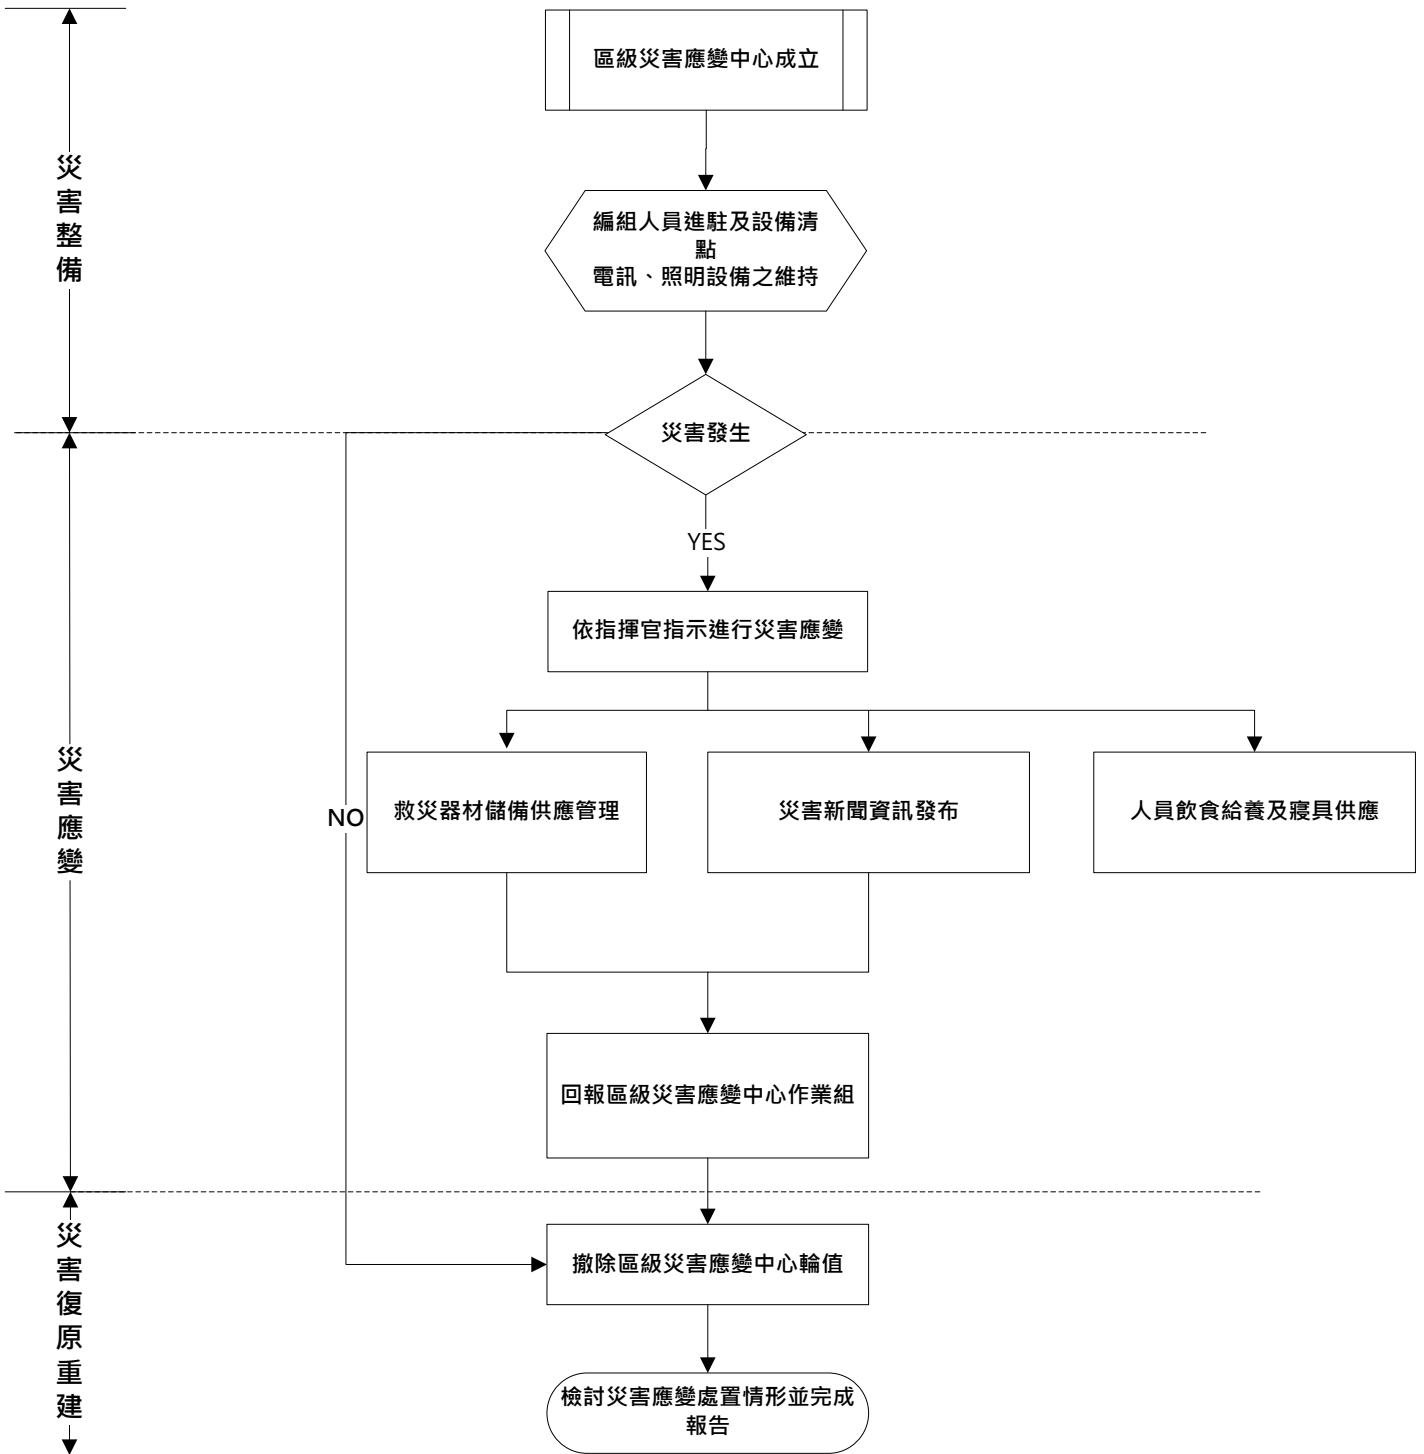 區級災害應變中心成立
災害整備
編組人員進駐及設備清
點
電訊、照明設備之維持
災害發生
YES
依指揮官指示進行災害應變
災害應變
NO
救災器材儲備供應管理
災害新聞資訊發布
人員飲食給養及寢具供應
回報區級災害應變中心作業組
災害復原重建
撤除區級災害應變中心輪值
檢討災害應變處置情形並完成
報告